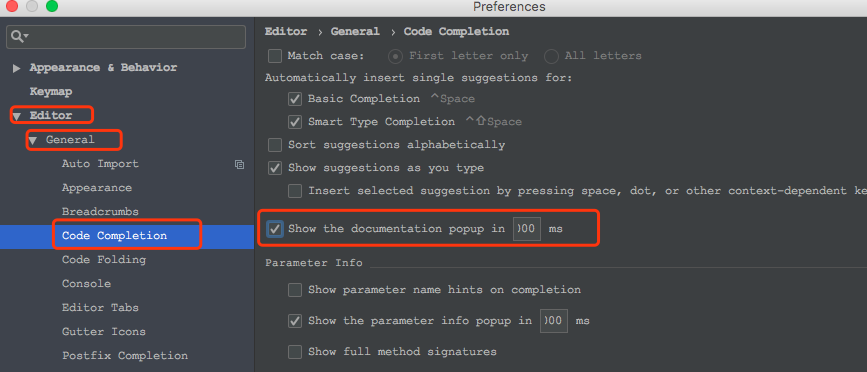 Preferences
Appearance & Behavior
Keymap
Editor
General
Auto Import
Appearance
Breadcrumbs
Code Completion
Code Folding
Console
Editor Tabs
Gutter Icons
Postfix Completion
Editor › General › Code Completion
Match case: First letter only All letters
Automatically insert single suggestions for:
Basic Completion ^Space
Smart Type Completion ^⇧Space
Sort suggestions alphabetically
Show suggestions as you type
Insert selected suggestion by pressing space, dot, or other context-dependent ke
Show the documentation popup in ms
Parameter Info
Show parameter name hints on completion
Show the parameter info popup in ms
Show full method signatures